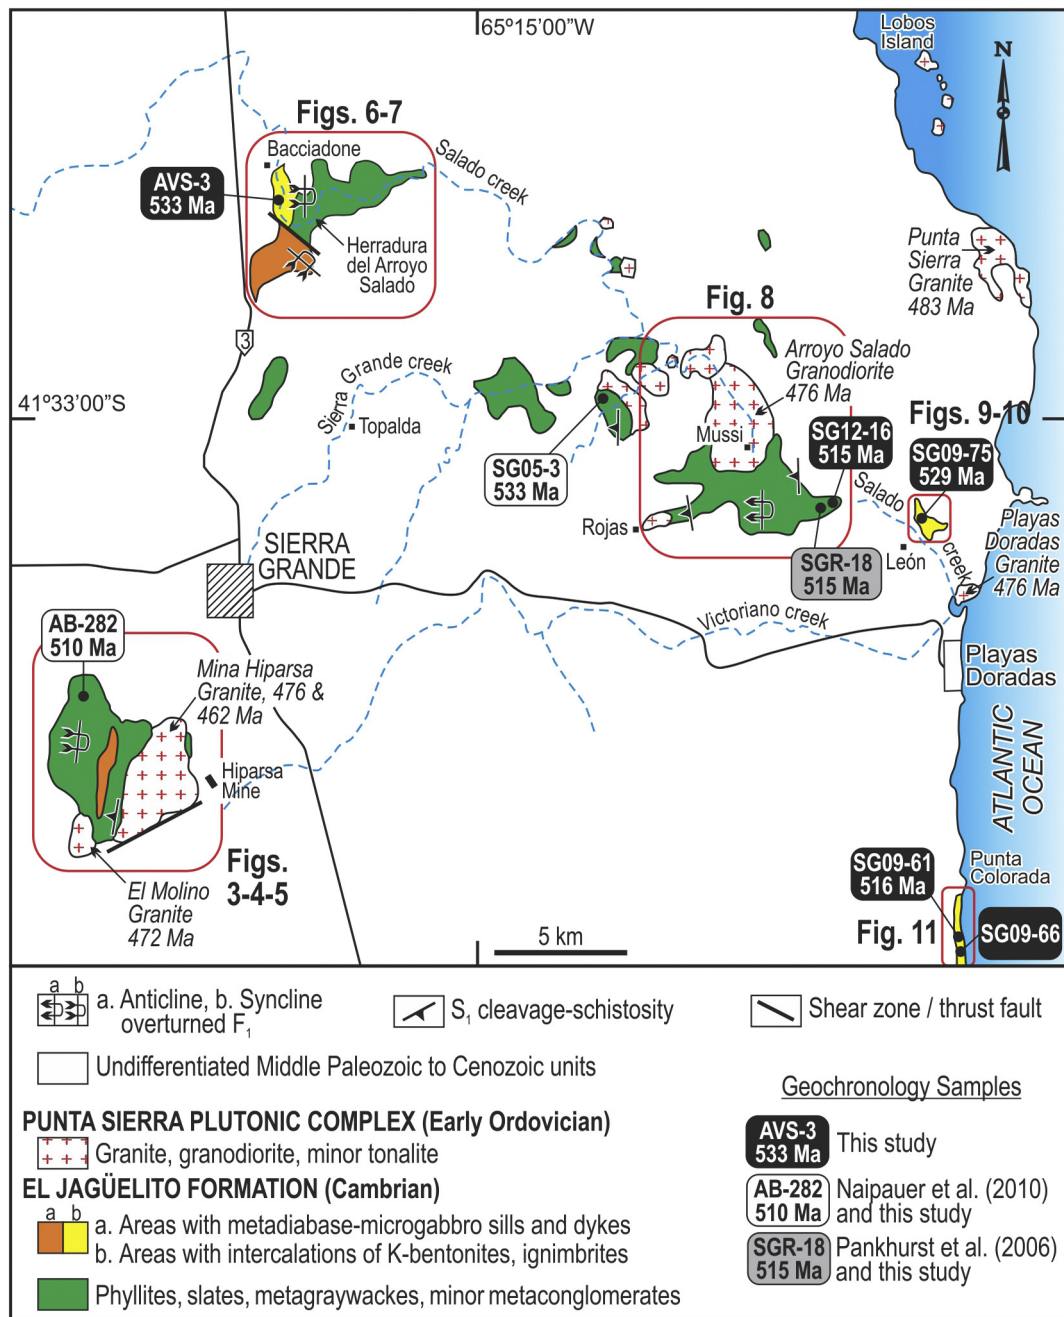 65º15'00"W
Lobos
Island
N
Figs. 6-7
Bacciadone
Salado creek
AVS-3
533 Ma
Herradura
del Arroyo
Salado
Punta
Sierra
Granite
483 Ma
Fig. 8
3
Arroyo Salado
Granodiorite
476 Ma
Sierra Grande creek
41º33'00"S
Topalda
Figs. 9-10
Mussi
SG12-16
515 Ma
SG09-75
529 Ma
SG05-3
533 Ma
Salado creek
Rojas
Playas
Doradas
Granite
476 Ma
SIERRA
GRANDE
SGR-18
515 Ma
León
AB-282
510 Ma
Victoriano creek
Mina Hiparsa
Granite, 476 &
462 Ma
Playas
Doradas
Hiparsa
Mine
ATLANTIC
OCEAN
Figs.
3-4-5
El Molino
Granite
472 Ma
SG09-61
516 Ma
Punta
Colorada
Fig. 11
SG09-66
5 km
a b
a. Anticline, b. Syncline
overturned F1
S1 cleavage-schistosity
Shear zone / thrust fault
Undifferentiated Middle Paleozoic to Cenozoic units
PUNTA SIERRA PLUTONIC COMPLEX (Early Ordovician)
Granite, granodiorite, minor tonalite
EL JAGÜELITO FORMATION (Cambrian)
a b
a. Areas with metadiabase-microgabbro sills and dykes
b. Areas with intercalations of K-bentonites, ignimbrites
Phyllites, slates, metagraywackes, minor metaconglomerates
Geochronology Samples
AVS-3
533 Ma
This study
AB-282
510 Ma
Naipauer et al. (2010)
and this study
SGR-18
515 Ma
Pankhurst et al. (2006)
and this study